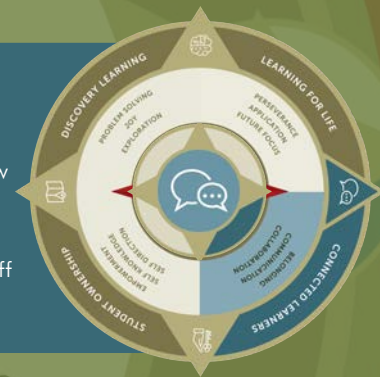 DISCOVERY LEARNING
LEARNING FOR LIFE
PROBLEM SOLVING
JOY
EXPLORATION
PERSEVERANCE
APPLICATION
FUTURE FOCUS
EMPOWERMENT
SELF KNOWLEDGE
SELF DIRECTION
BELONGING
COMMUNICATION
COLLABORATION
STUDENT OWNERSHIP
CONNECTED LEARNERS